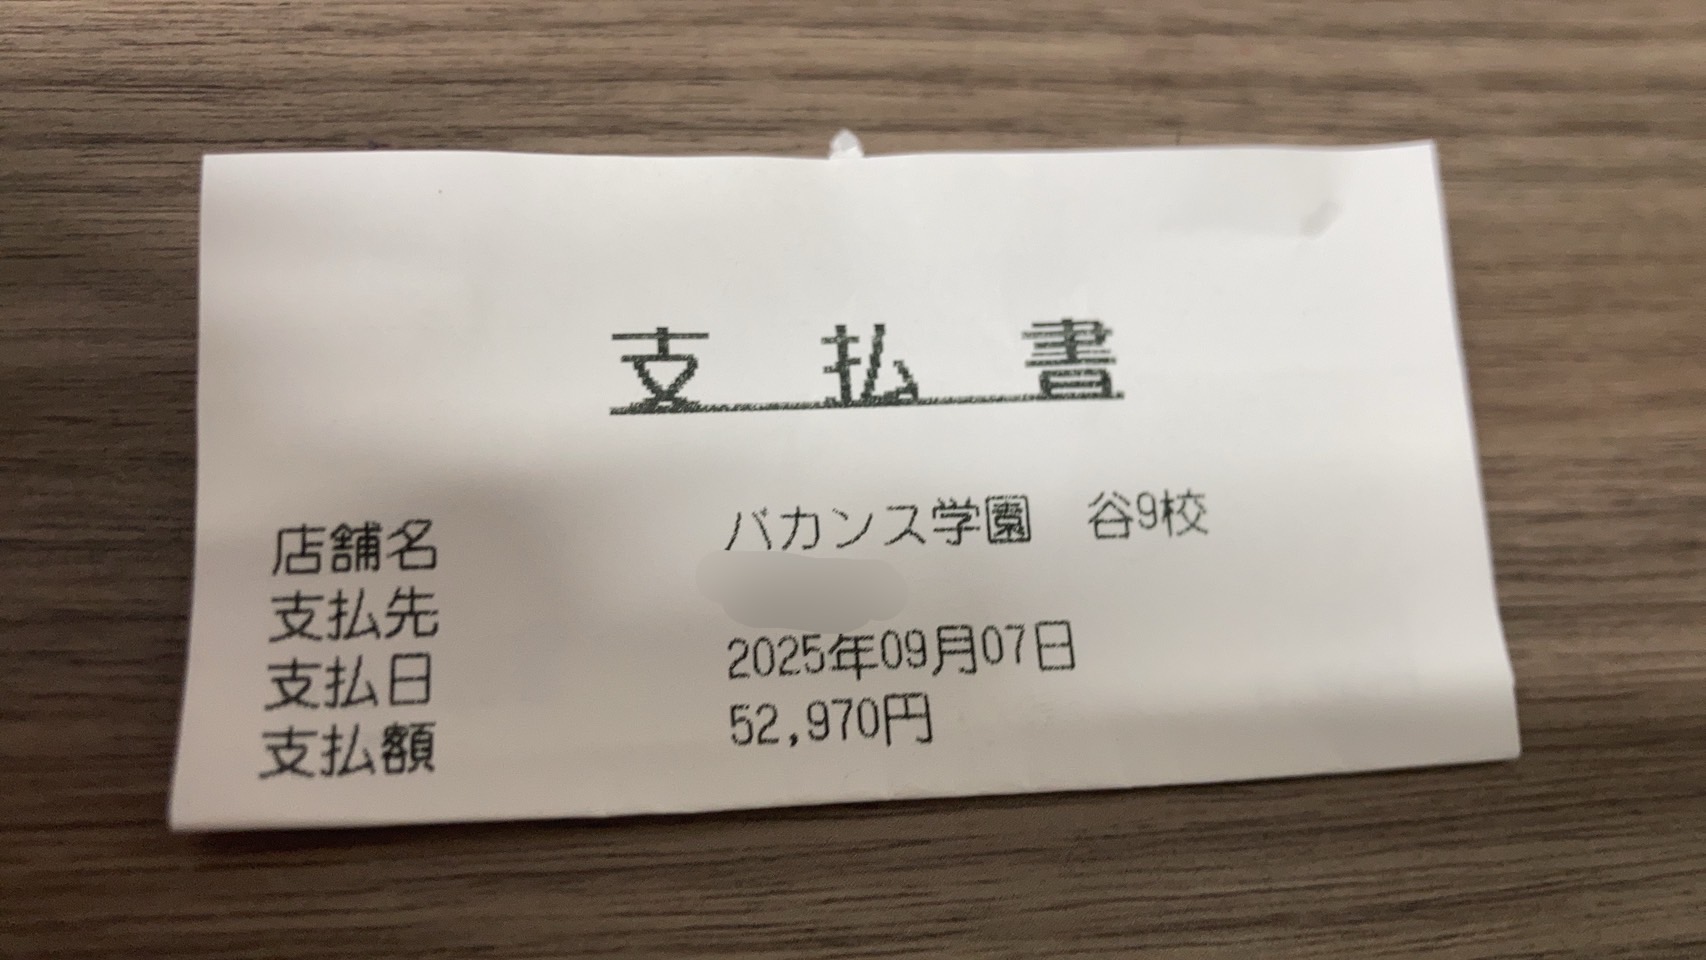 支払書
店舗名 バカンス学園 谷9校
支払先
支払日 2025年09月07日
支払額 52,970円